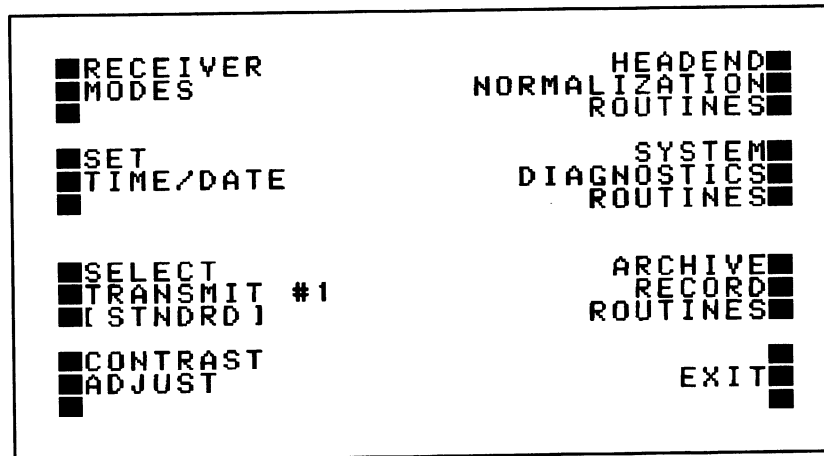 RECEIVER
MODES
SET
TIME/DATE
SELECT
TRANSMIT #1
[STNDRD]
CONTRAST
ADJUST
HEADEND
NORMALIZATION
ROUTINES
SYSTEM
DIAGNOSTICS
ROUTINES
ARCHIVE
RECORD
ROUTINES
EXIT